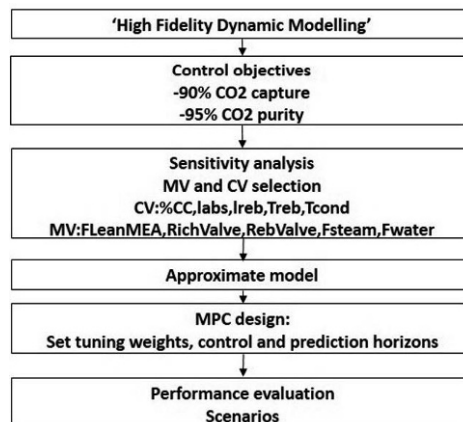 ‘High Fidelity Dynamic Modelling’
Control objectives
-90% CO2 capture
-95% CO2 purity
Sensitivity analysis
MV and CV selection
CV:%CC,labs,lreb,Treb,Tcond
MV:FLeanMEA,RichValve,RebValve,Fsteam,Fwater
Approximate model
MPC design:
Set tuning weights, control and prediction horizons
Performance evaluation
Scenarios